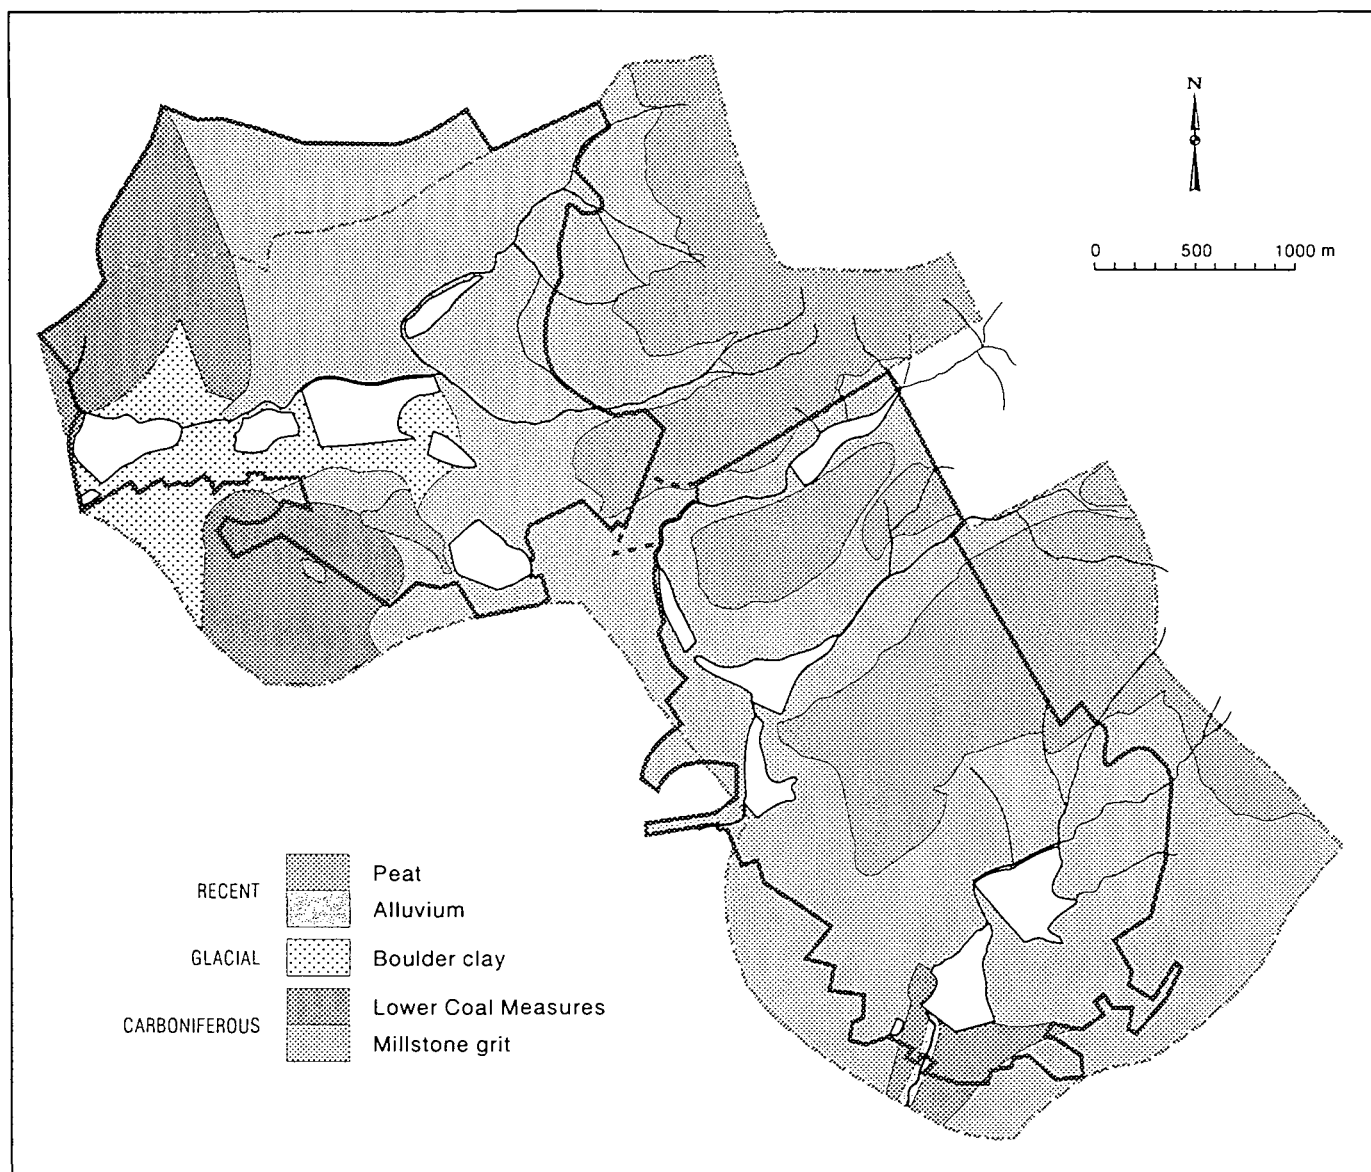 N
0 500 1000 m
RECENT
Peat
Alluvium
GLACIAL
Boulder clay
CARBONIFEROUS
Lower Coal Measures
Millstone grit